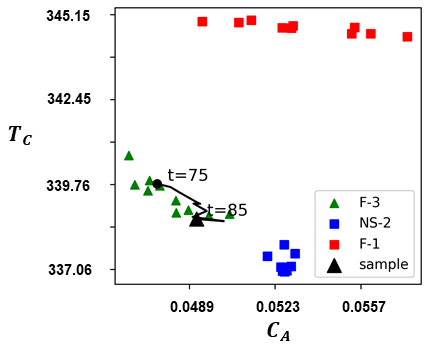 345.15
342.45
T_C
339.76
337.06
t=75
t=85
F-3
NS-2
F-1
sample
0.0489 0.0523 0.0557
C_A